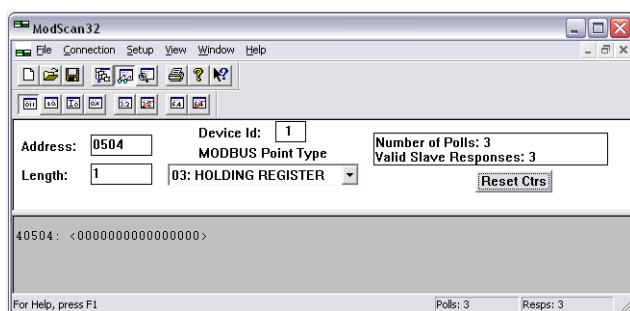 ModScan32
File Connection Setup View Window Help
Address: 0504
Device Id: 1
MODBUS Point Type
Length: 1
03: HOLDING REGISTER
Number of Polls: 3
Valid Slave Responses: 3
Reset Ctrs
40504: <0000000000000000>
For Help, press F1
Polls: 3
Resps: 3